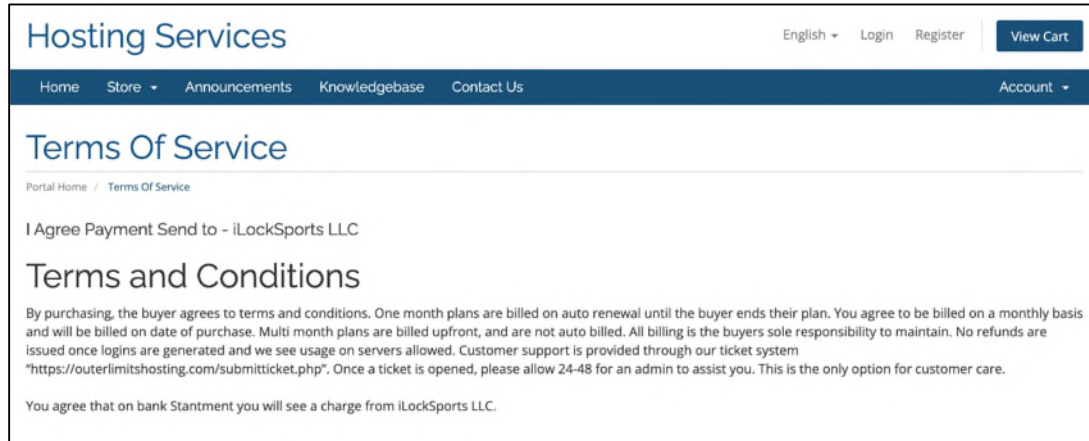 Hosting Services
English Login Register View Cart
Home Store Announcements Knowledgebase Contact Us Account
Terms Of Service
Portal Home / Terms Of Service
I Agree Payment Send to - iLockSports LLC
Terms and Conditions
By purchasing, the buyer agrees to terms and conditions. One month plans are billed on auto renewal until the buyer ends their plan. You agree to be billed on a monthly basis
and will be billed on date of purchase. Multi month plans are billed upfront, and are not auto billed. All billing is the buyers sole responsibility to maintain. No refunds are
issued once logins are generated and we see usage on servers allowed. Customer support is provided through our ticket system
"https://outerlimitshosting.com/submitticket.php". Once a ticket is opened, please allow 24-48 for an admin to assist you. This is the only option for customer care.
You agree that on bank Stantment you will see a charge from iLockSports LLC.